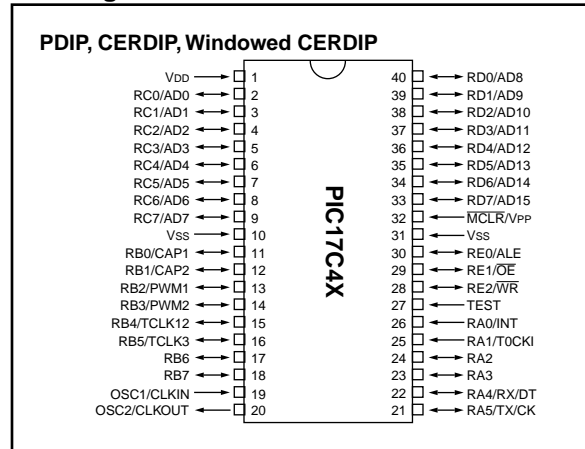 PDIP, CERDIP, Windowed CERDIP
VDD 1 40 RD0/AD8
RC0/AD0 2 39 RD1/AD9
RC1/AD1 3 38 RD2/AD10
RC2/AD2 4 37 RD3/AD11
RC3/AD3 5 36 RD4/AD12
RC4/AD4 6 35 RD5/AD13
RC5/AD5 7 34 RD6/AD14
RC6/AD6 8 33 RD7/AD15
RC7/AD7 9 32 MCLR/VPP
VSS 10 31 VSS
RB0/CAP1 11 30 RE0/ALE
RB1/CAP2 12 29 RE1/OE
RB2/PWM1 13 28 RE2/WR
RB3/PWM2 14 27 TEST
RB4/TCLK12 15 26 RA0/INT
RB5/TCLK3 16 25 RA1/T0CKI
RB6 17 24 RA2
RB7 18 23 RA3
OSC1/CLKIN 19 22 RA4/RX/DT
OSC2/CLKOUT 20 21 RA5/TX/CK
PIC17C4X